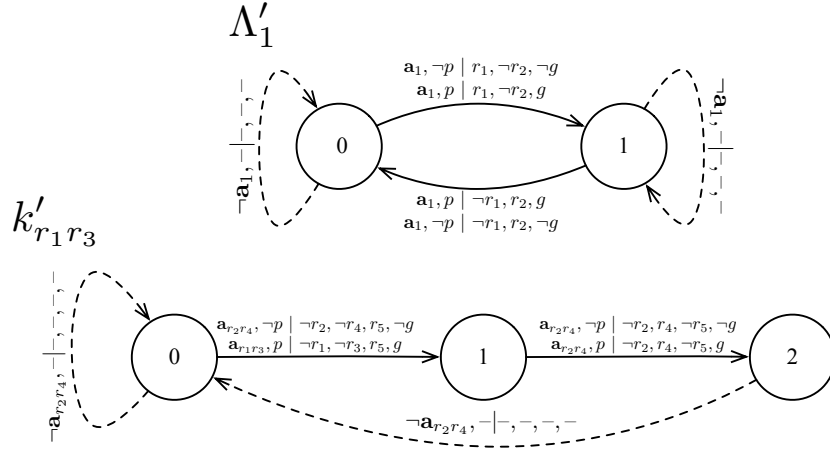 Λ′₁
𝐚₁, ¬p | r₁, ¬r₂, ¬g
𝐚₁, p | r₁, ¬r₂, g
¬𝐚₁, –|–, –, –
0
1
¬𝐚₁, –|–, –, –
𝐚₁, p | ¬r₁, r₂, g
𝐚₁, ¬p | ¬r₁, r₂, ¬g
k′r₁r₃
¬𝐚r₂r₄, –|–, –, –, –
𝐚r₂r₄, ¬p | ¬r₂, ¬r₄, r₅, ¬g
𝐚r₁r₃, p | ¬r₁, ¬r₃, r₅, g
𝐚r₂r₄, ¬p | ¬r₂, r₄, ¬r₅, ¬g
𝐚r₂r₄, p | ¬r₂, r₄, ¬r₅, g
0
1
2
¬𝐚r₂r₄, –|–, –, –, –